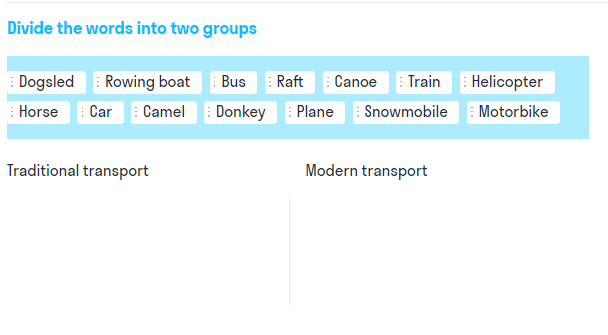 Divide the words into two groups
Dogsled Rowing boat Bus Raft Canoe Train Helicopter
Horse Car Camel Donkey Plane Snowmobile Motorbike
Traditional transport Modern transport